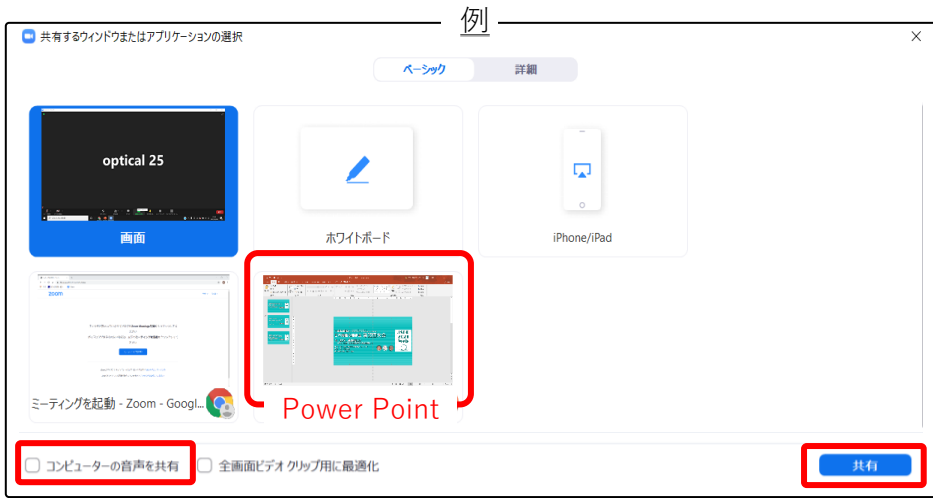 例
共有するウィンドウまたはアプリケーションの選択
ベーシック
詳細
optical 25
画面
ホワイトボード
iPhone/iPad
zoom
ミーティングを起動 - Zoom - Googl...
Power Point
コンピューターの音声を共有
全画面ビデオ クリップ用に最適化
共有